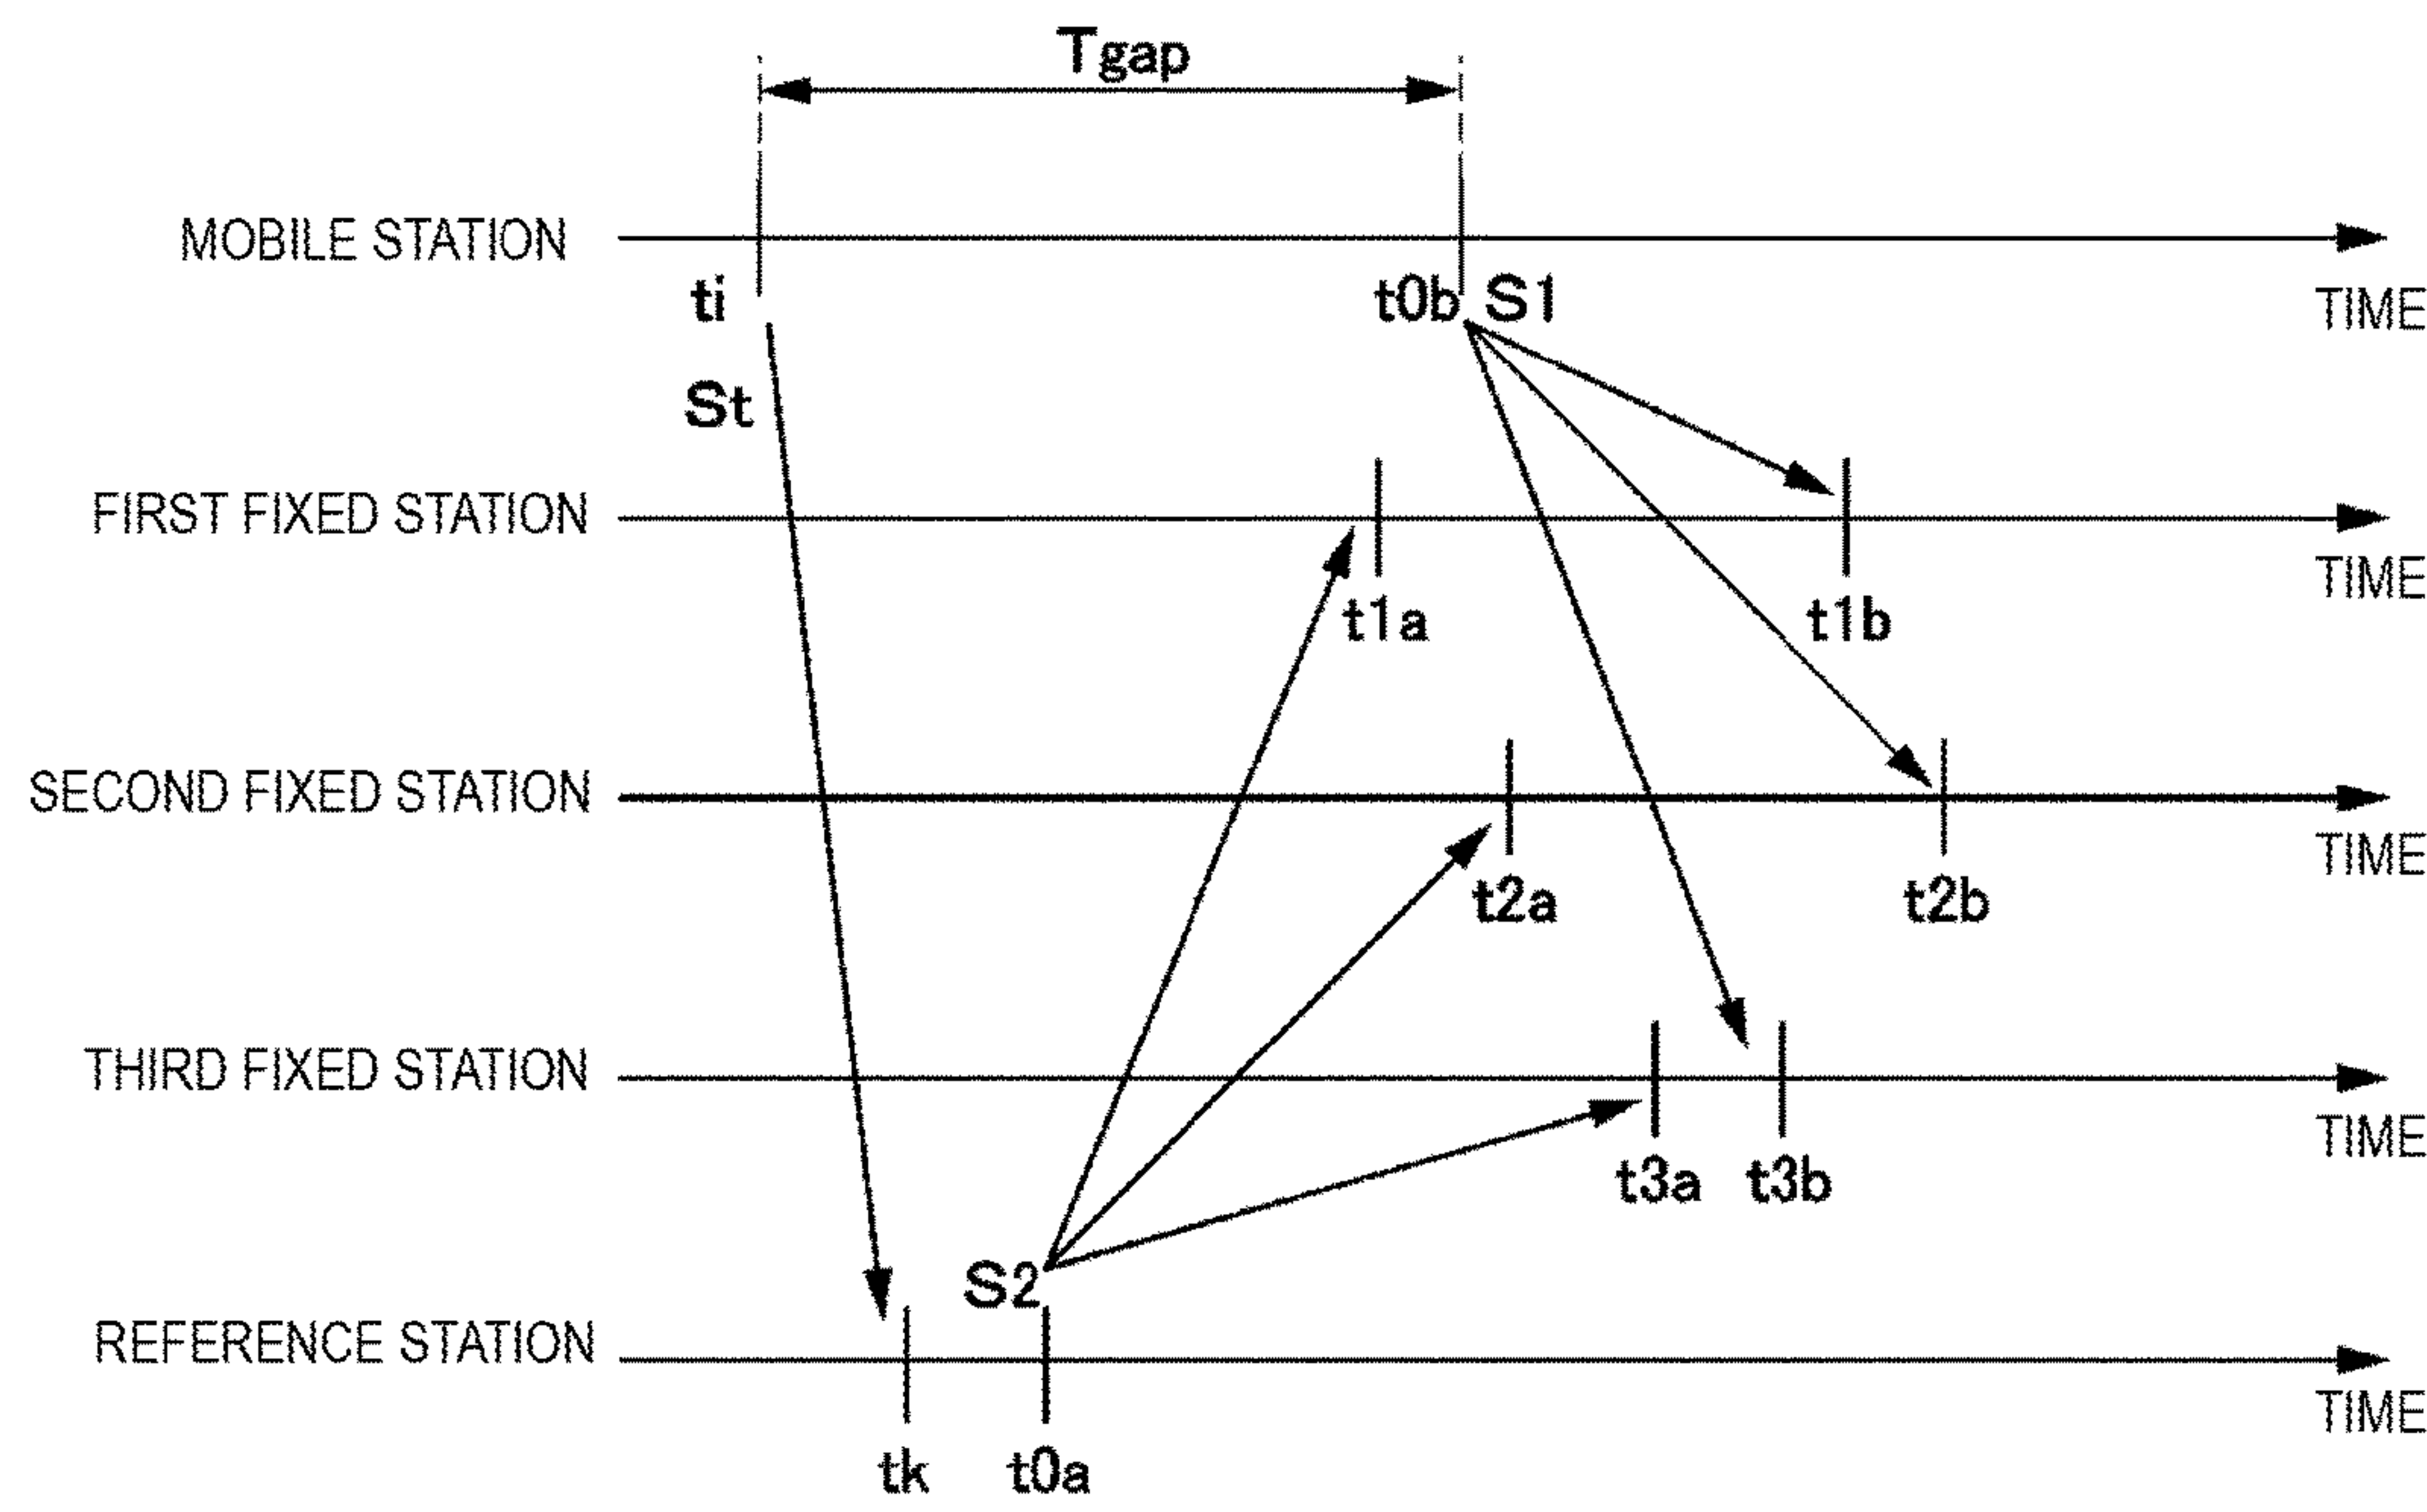 Tgap
MOBILE STATION
ti
t0b S1
TIME
St
FIRST FIXED STATION
TIME
t1a
t1b
SECOND FIXED STATION
TIME
t2a
t2b
THIRD FIXED STATION
TIME
t3a
t3b
S2
REFERENCE STATION
TIME
tk
t0a